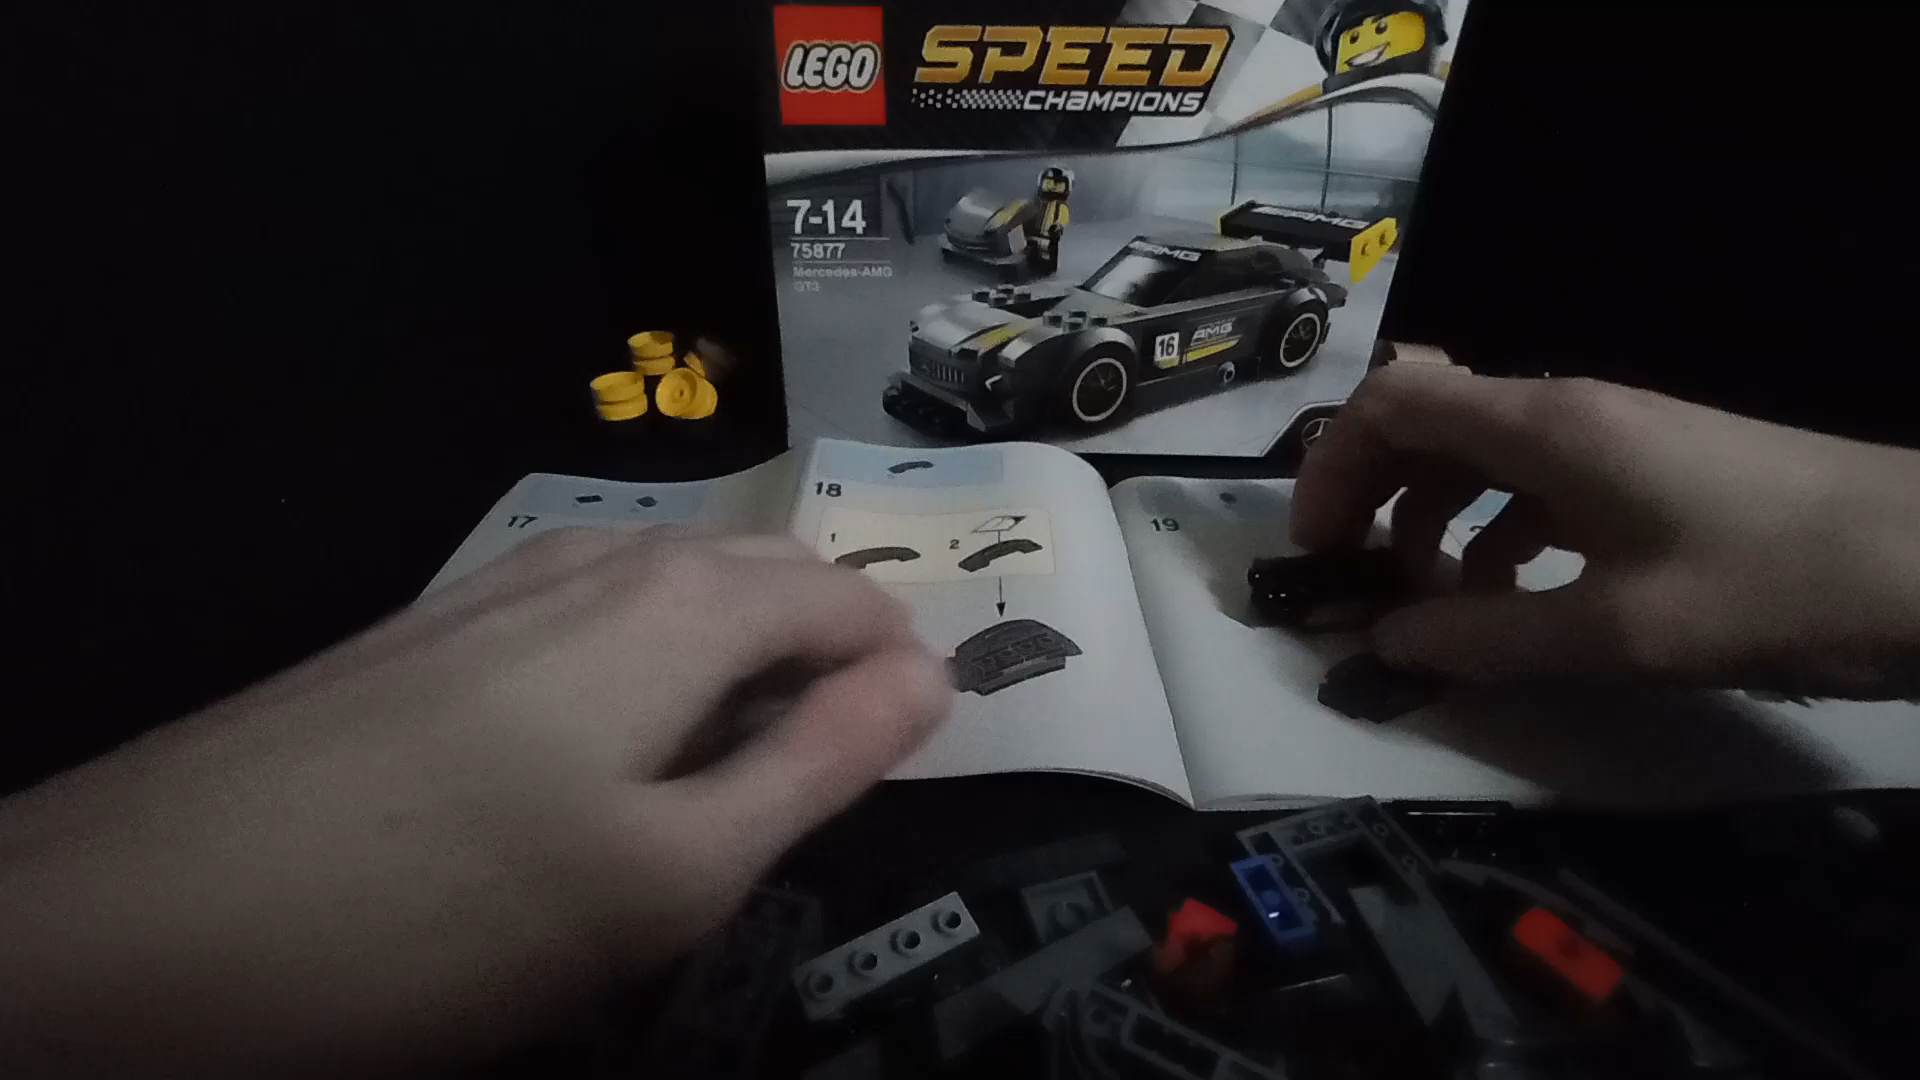 LEGO
SPEED
CHAMPIONS
7-14
75877
Mercedes-AMG
GT3
AMG
AMG
16
AMG
17
18
1
2
19